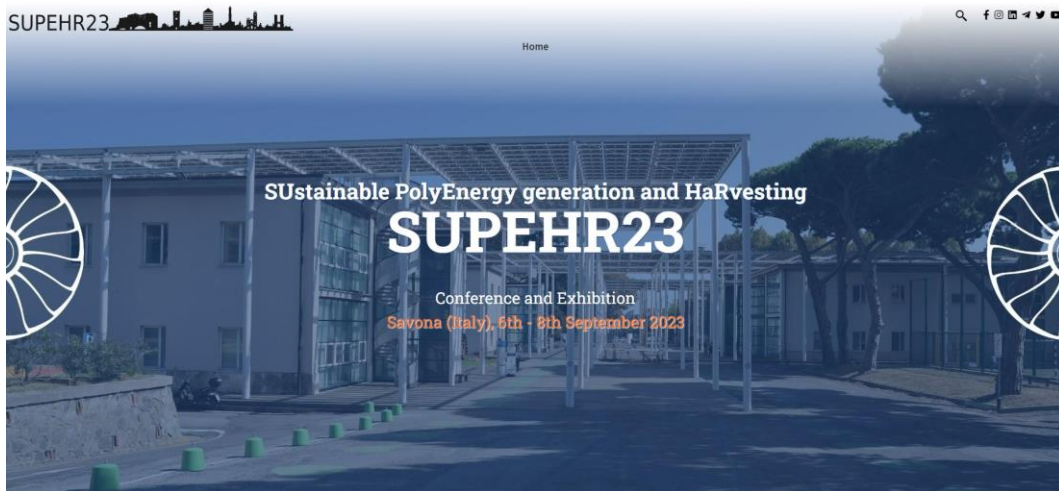 SUPEHR23
Home
SUstainable PolyEnergy generation and HaRvesting
SUPEHR23
Conference and Exhibition
Savona (Italy), 6th - 8th September 2023